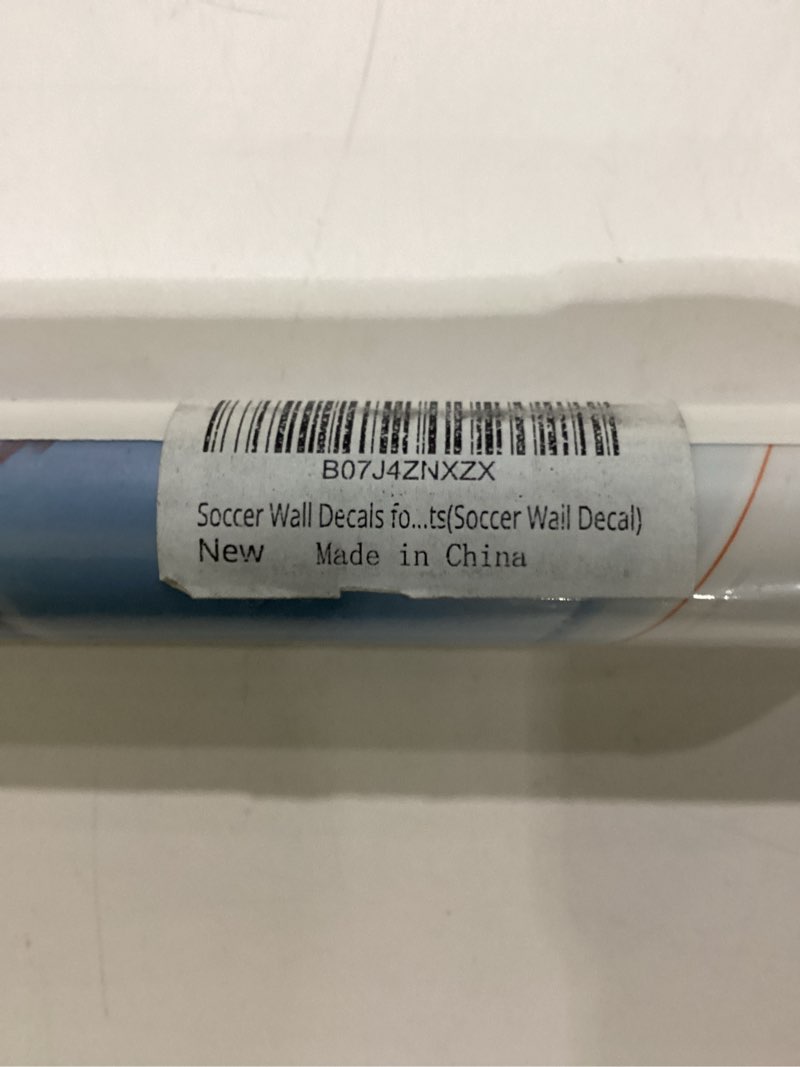 B07J4ZNXZX
Soccer Wall Decals fo...ts(Soccer Wall Decal)
New Made in China